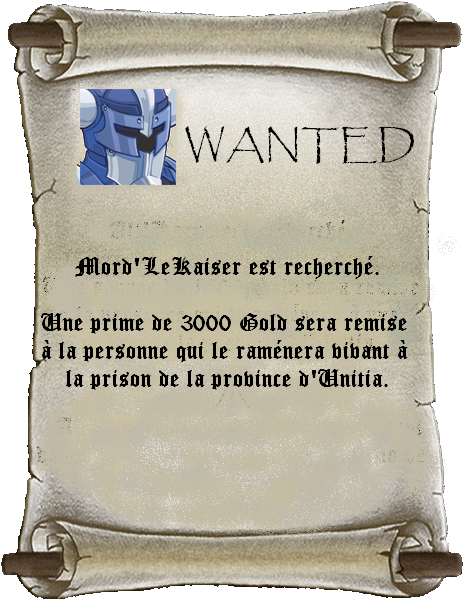 WANTED
Mord'LeKaiser est recherché.
Une prime de 3000 Gold sera remise
à la personne qui le raménera vivant à
la prison de la province d'Unitia.